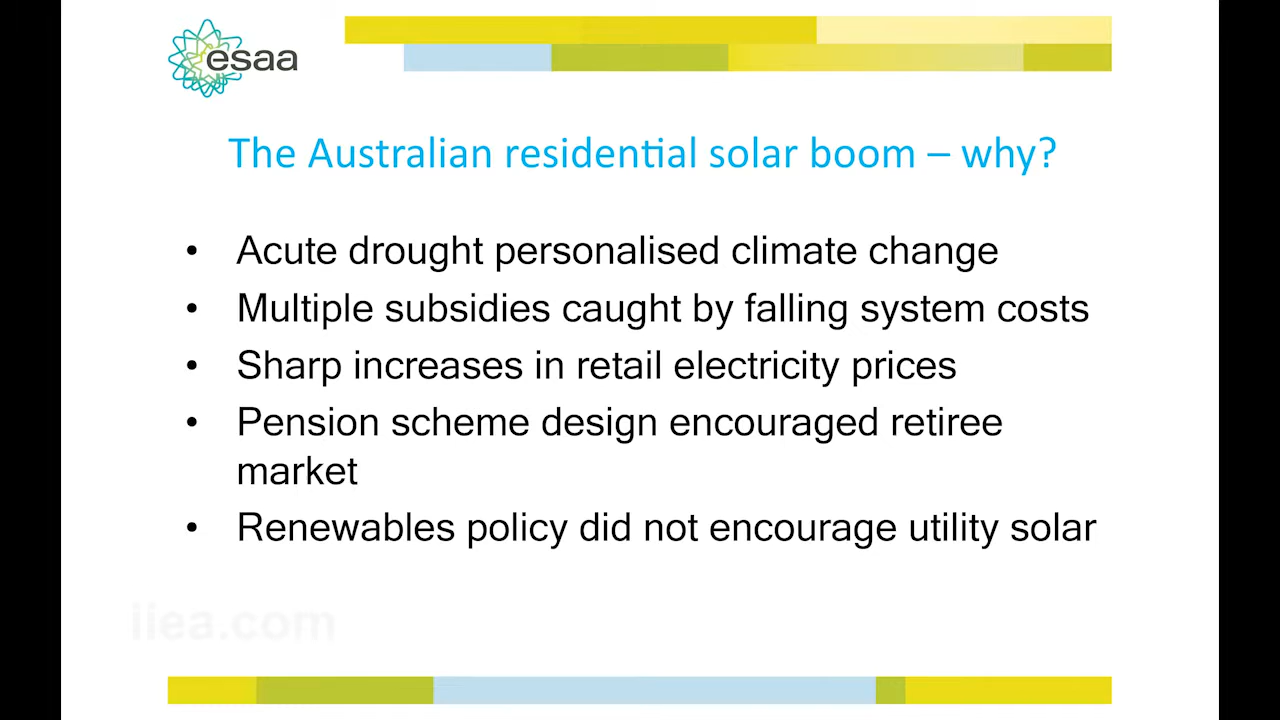 esaa
The Australian residential solar boom – why?
• Acute drought personalised climate change
• Multiple subsidies caught by falling system costs
• Sharp increases in retail electricity prices
• Pension scheme design encouraged retiree
market
• Renewables policy did not encourage utility solar
iiea.com